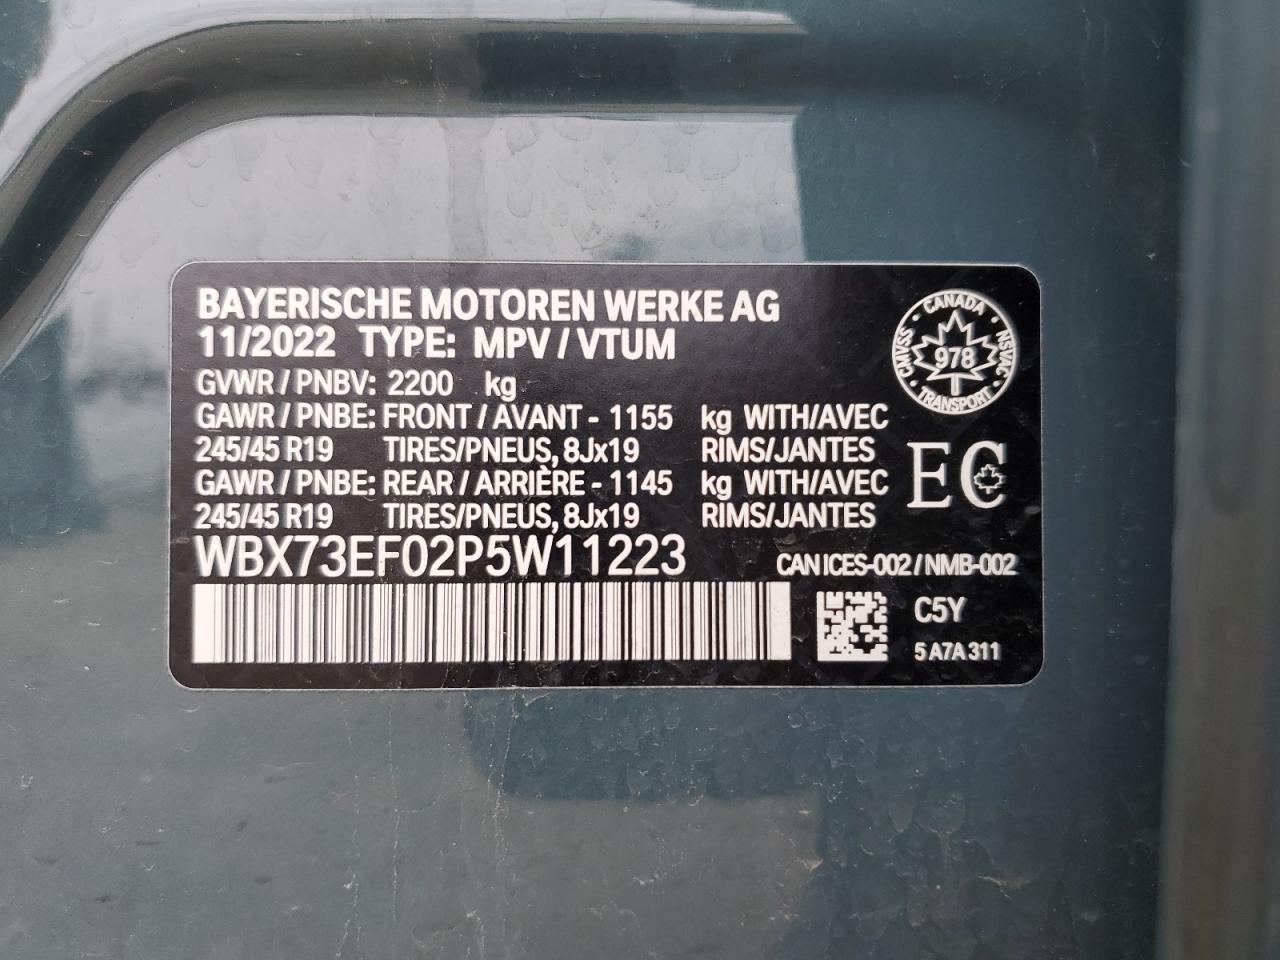 BAYERISCHE MOTOREN WERKE AG
11/2022 TYPE: MPV / VTUM
GVWR / PNBV: 2200 kg
GAWR / PNBE: FRONT / AVANT - 1155 kg WITH/AVEC
245/45 R19 TIRES/PNEUS, 8Jx19 RIMS/JANTES
GAWR / PNBE: REAR / ARRIÈRE - 1145 kg WITH/AVEC
245/45 R19 TIRES/PNEUS, 8Jx19 RIMS/JANTES
WBX73EF02P5W11223
CANADA
CMVSS
978
NSVAC
TRANSPORT
EC
CAN ICES-002 / NMB-002
C5Y
5 A7A 311